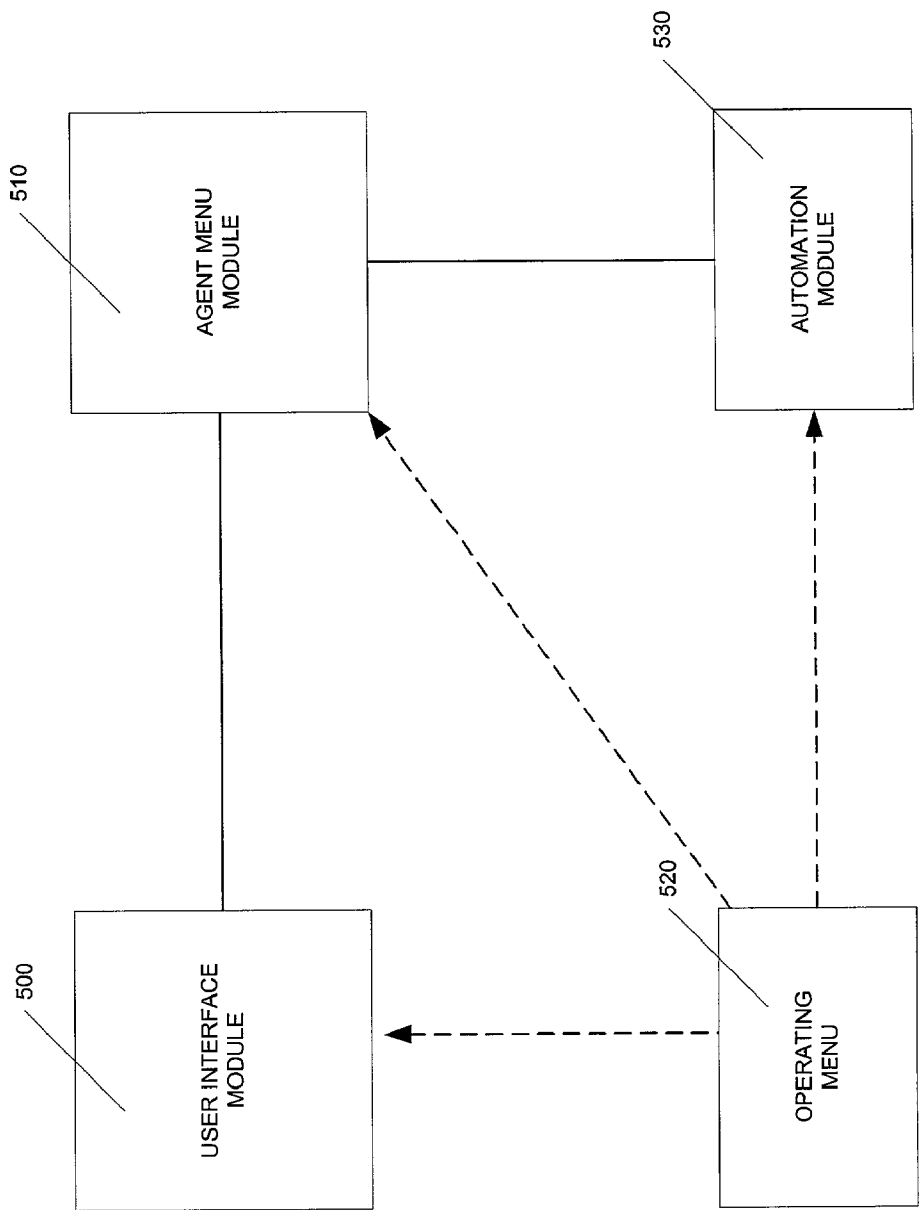 500
USER INTERFACE
MODULE
510
AGENT MENU
MODULE
520
OPERATING
MENU
530
AUTOMATION
MODULE